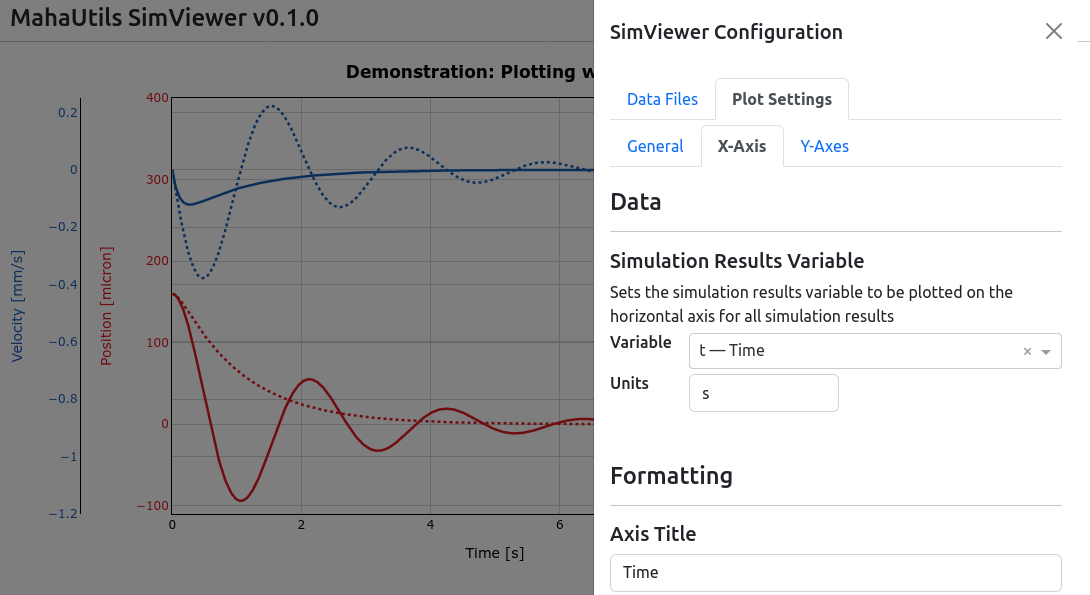 MahaUtils SimViewer v0.1.0
Demonstration: Plotting w
Velocity [mm/s]
0.2
0
−0.2
−0.4
−0.6
−0.8
−1
−1.2
Position [micron]
400
300
200
100
0
−100
0 2 4 6
Time [s]
SimViewer Configuration
Data Files Plot Settings
General X-Axis Y-Axes
Data
Simulation Results Variable
Sets the simulation results variable to be plotted on the
horizontal axis for all simulation results
Variable t — Time
Units s
Formatting
Axis Title
Time